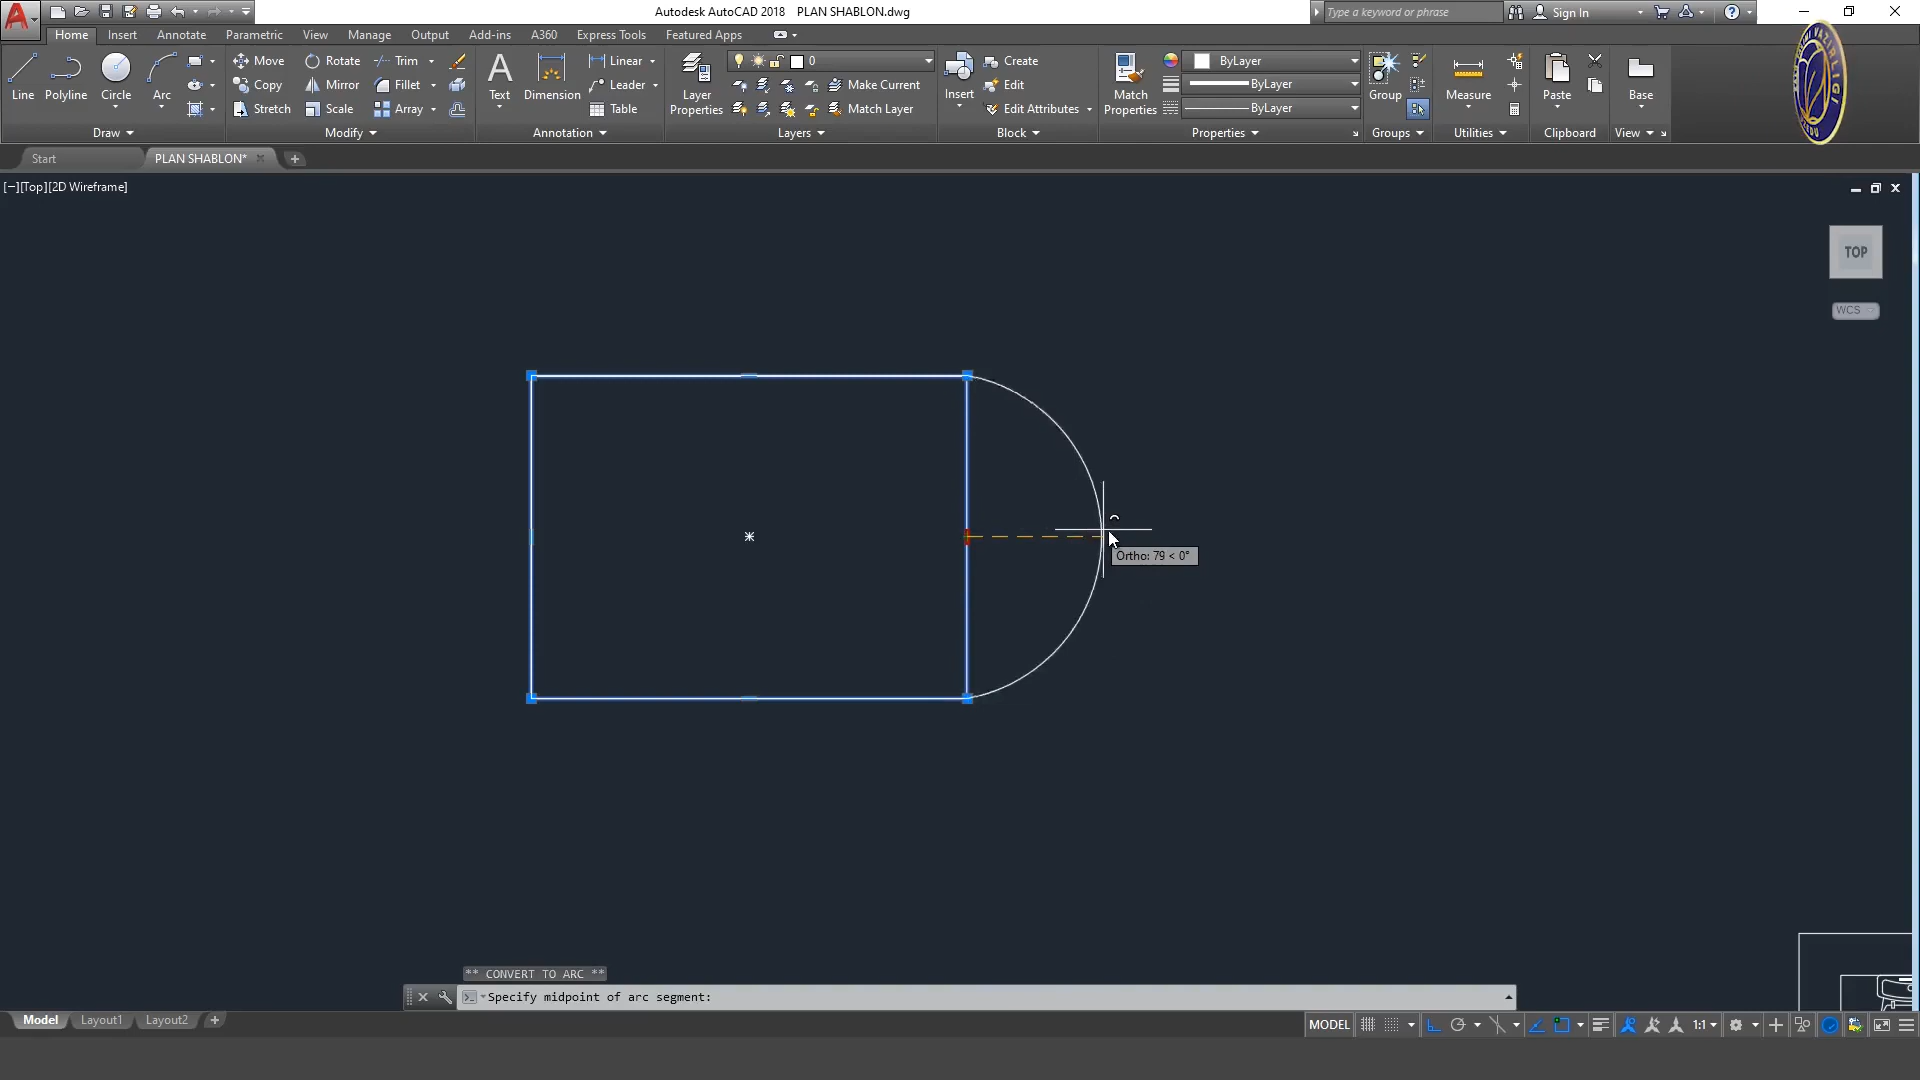 Autodesk AutoCAD 2018   PLAN SHABLON.dwg
Type a keyword or phrase
Sign In
Home Insert Annotate Parametric View Manage Output Add-ins A360 Express Tools Featured Apps
Line Polyline Circle Arc
Draw
Move Rotate Trim
Copy Mirror Fillet
Stretch Scale Array
Modify
Text Dimension
Linear
Leader
Table
Annotation
Layer Properties
0
Make Current
Match Layer
Layers
Insert
Create
Edit
Edit Attributes
Block
Match Properties
ByLayer
ByLayer
ByLayer
Properties
Group
Groups
Measure
Utilities
Paste
Clipboard
Base
View
Start PLAN SHABLON*
[−][Top][2D Wireframe]
TOP
WCS
Ortho: 79 < 0°
** CONVERT TO ARC **
Specify midpoint of arc segment:
Model Layout1 Layout2
MODEL 1:1